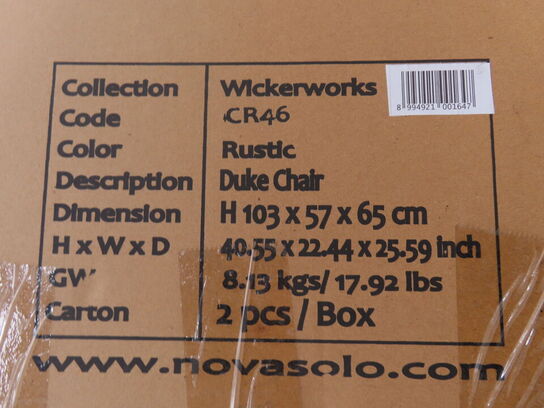 Collection Wickerworks
8 994921 001647
Code CR46
Color Rustic
Description Duke Chair
Dimension H 103 x 57 x 65 cm
H x W x D 40.55 x 22.44 x 25.59 inch
GW 8.13 kgs/ 17.92 lbs
Carton 2 pcs / Box
www.novasolo.com